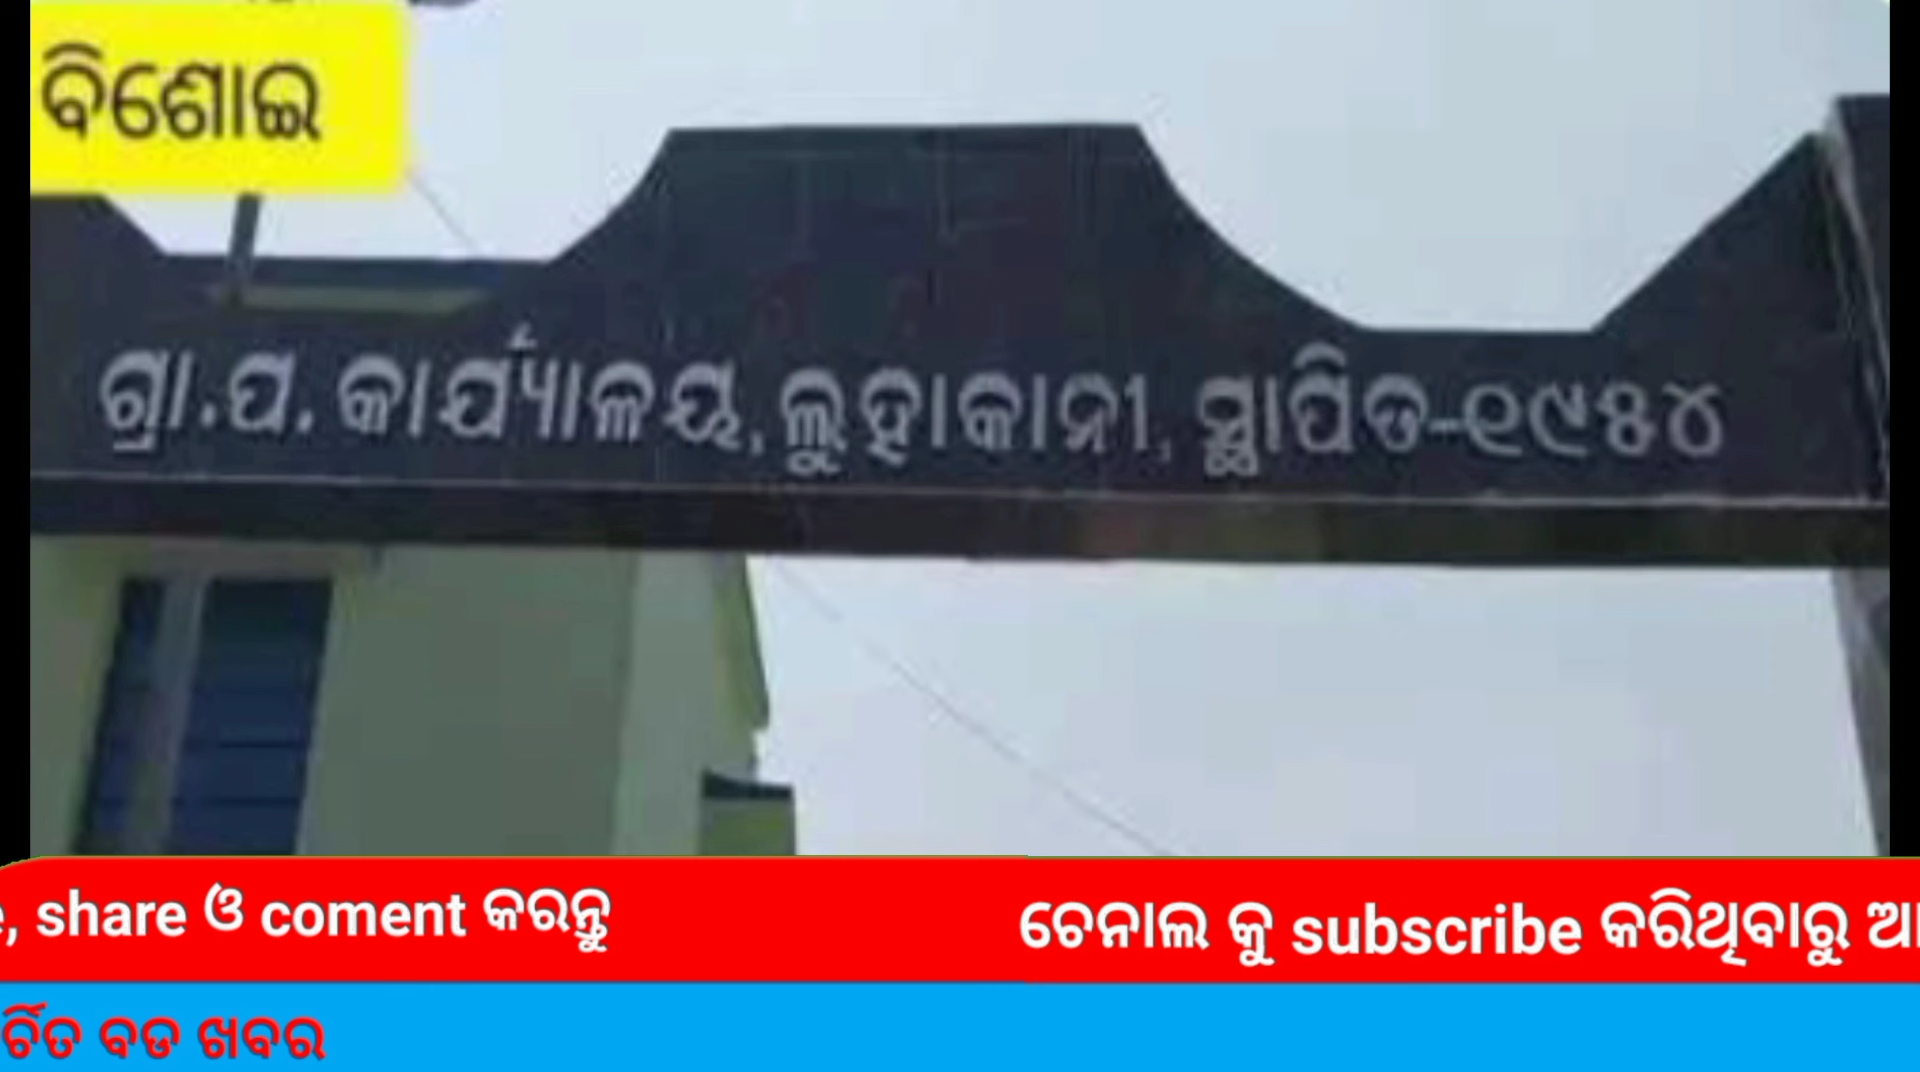 ବିଶୋଇ
ଗ୍ରା.ପ. କାର୍ଯ୍ୟାଳୟ, ଲୁହାକାନୀ, ସ୍ଥାପିତ-୧୯୫୪
share ଓ coment କରନ୍ତୁ ଚେନାଲ କୁ subscribe କରିଥିବାରୁ
ବଡ ଖବର